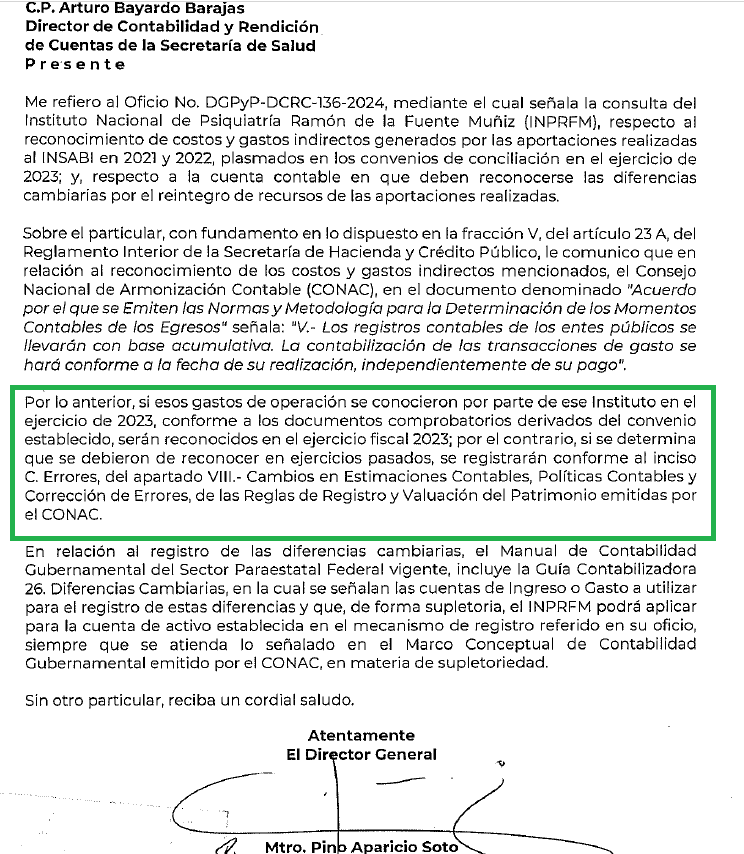 C.P. Arturo Bayardo Barajas
Director de Contabilidad y Rendición
de Cuentas de la Secretaría de Salud
P r e s e n t e
Me refiero al Oficio No. DGPyP-DCRC-136-2024, mediante el cual señala la consulta del
Instituto Nacional de Psiquiatría Ramón de la Fuente Muñiz (INPRFM), respecto al
reconocimiento de costos y gastos indirectos generados por las aportaciones realizadas
al INSABI en 2021 y 2022, plasmados en los convenios de conciliación en el ejercicio de
2023; y, respecto a la cuenta contable en que deben reconocerse las diferencias
cambiarías por el reintegro de recursos de las aportaciones realizadas.
Sobre el particular, con fundamento en lo dispuesto en la fracción V, del artículo 23 A, del
Reglamento Interior de la Secretaría de Hacienda y Crédito Público, le comunico que en
relación al reconocimiento de los costos y gastos indirectos mencionados, el Consejo
Nacional de Armonización Contable (CONAC), en el documento denominado "Acuerdo
por el que se Emiten las Normas y Metodología para la Determinación de los Momentos
Contables de los Egresos" señala: "V.- Los registros contables de los entes públicos se
llevarán con base acumulativa. La contabilización de las transacciones de gasto se
hará conforme a la fecha de su realización, independientemente de su pago".
Por lo anterior, si esos gastos de operación se conocieron por parte de ese Instituto en el
ejercicio de 2023, conforme a los documentos comprobatorios derivados del convenio
establecido, serán reconocidos en el ejercicio fiscal 2023; por el contrario, si se determina
que se debieron de reconocer en ejercicios pasados, se registrarán conforme al inciso
C. Errores, del apartado VIII.- Cambios en Estimaciones Contables, Políticas Contables y
Corrección de Errores, de las Reglas de Registro y Valuación del Patrimonio emitidas por
el CONAC.
En relación al registro de las diferencias cambiarias, el Manual de Contabilidad
Gubernamental del Sector Paraestatal Federal vigente, incluye la Guía Contabilizadora
26. Diferencias Cambiarias, en la cual se señalan las cuentas de Ingreso o Gasto a utilizar
para el registro de estas diferencias y que, de forma supletoria, el INPRFM podrá aplicar
para la cuenta de activo establecida en el mecanismo de registro referido en su oficio,
siempre que se atienda lo señalado en el Marco Conceptual de Contabilidad
Gubernamental emitido por el CONAC, en materia de supletoriedad.
Sin otro particular, reciba un cordial saludo.
Atentamente
El Director General
Mtro. Pino Aparicio Soto